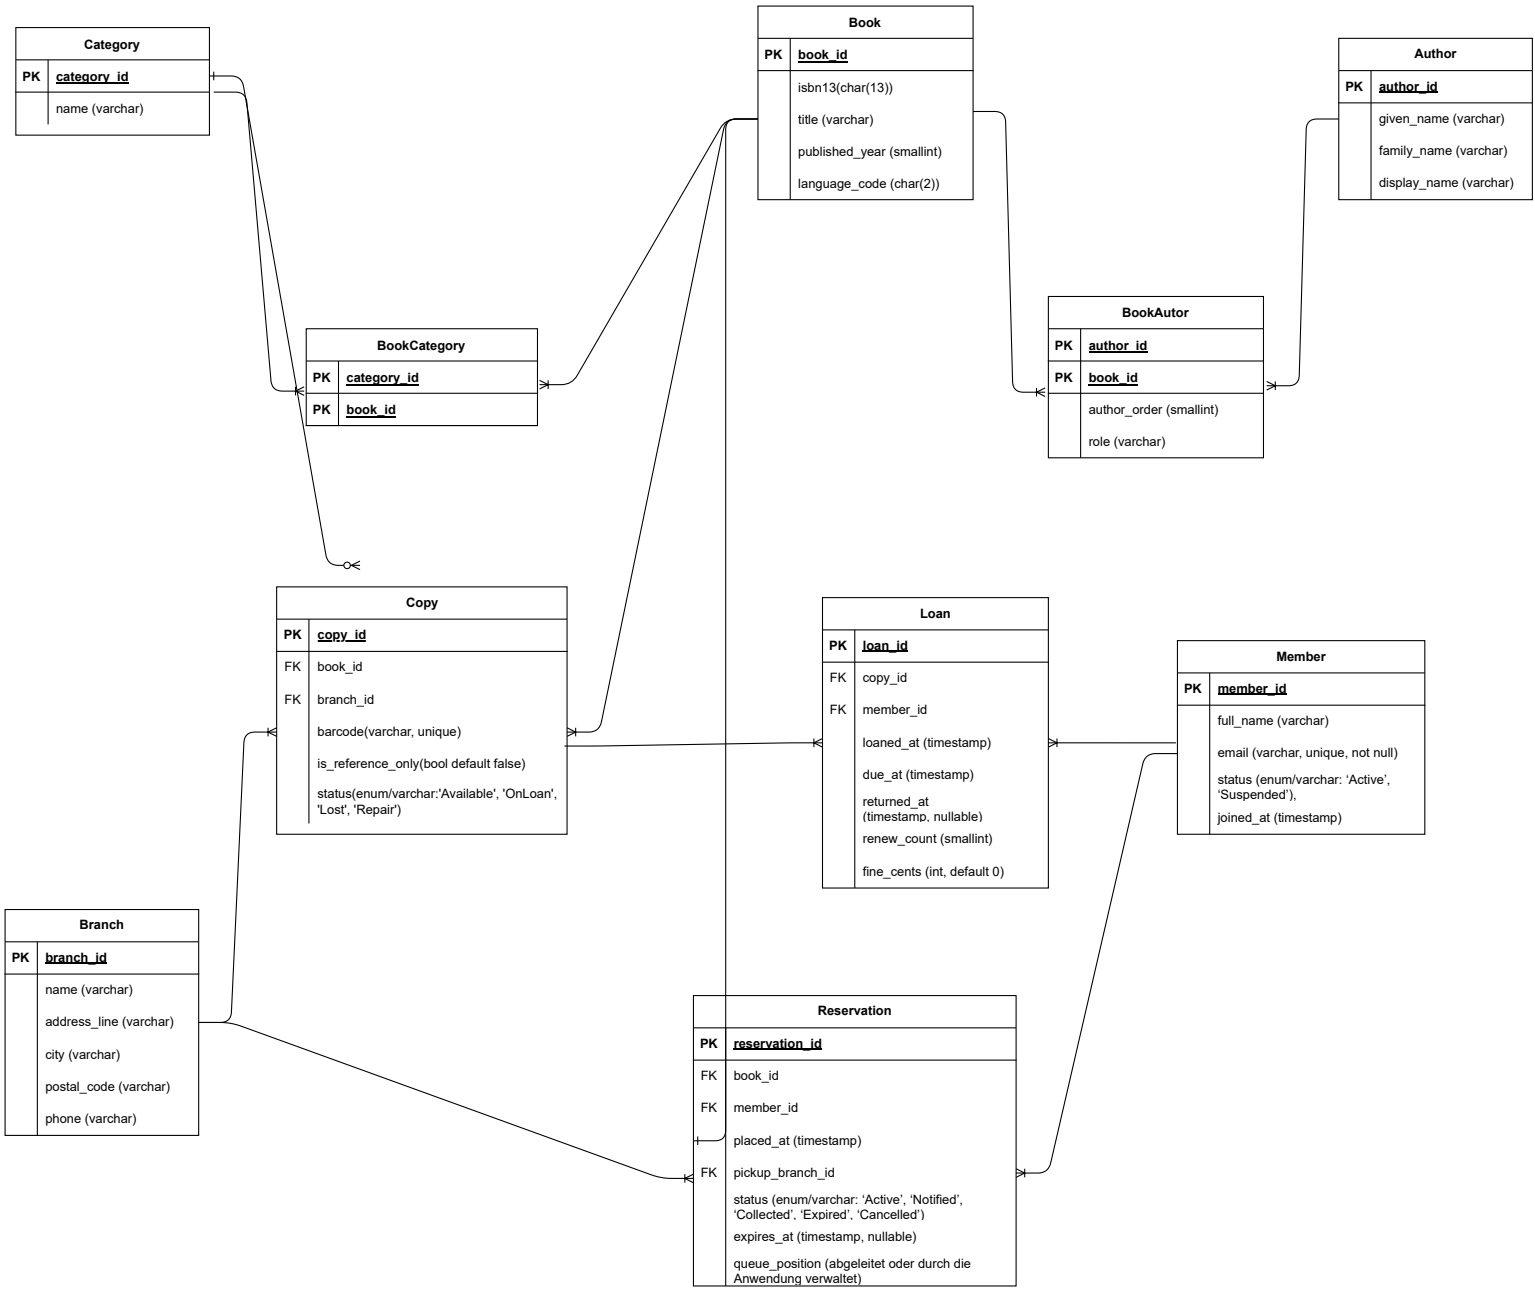 Category
PK category_id
name (varchar)
Book
PK book_id
isbn13(char(13))
title (varchar)
published_year (smallint)
language_code (char(2))
Author
PK author_id
given_name (varchar)
family_name (varchar)
display_name (varchar)
BookCategory
PK category_id
PK book_id
BookAutor
PK author_id
PK book_id
author_order (smallint)
role (varchar)
Copy
PK copy_id
FK book_id
FK branch_id
barcode(varchar, unique)
is_reference_only(bool default false)
status(enum/varchar:'Available', 'OnLoan',
'Lost', 'Repair')
Loan
PK loan_id
FK copy_id
FK member_id
loaned_at (timestamp)
due_at (timestamp)
returned_at
(timestamp, nullable)
renew_count (smallint)
fine_cents (int, default 0)
Member
PK member_id
full_name (varchar)
email (varchar, unique, not null)
status (enum/varchar: ‘Active’,
‘Suspended’),
joined_at (timestamp)
Branch
PK branch_id
name (varchar)
address_line (varchar)
city (varchar)
postal_code (varchar)
phone (varchar)
Reservation
PK reservation_id
FK book_id
FK member_id
placed_at (timestamp)
FK pickup_branch_id
status (enum/varchar: ‘Active’, ‘Notified’,
‘Collected’, ‘Expired’, ‘Cancelled’)
expires_at (timestamp, nullable)
queue_position (abgeleitet oder durch die
Anwendung verwaltet)